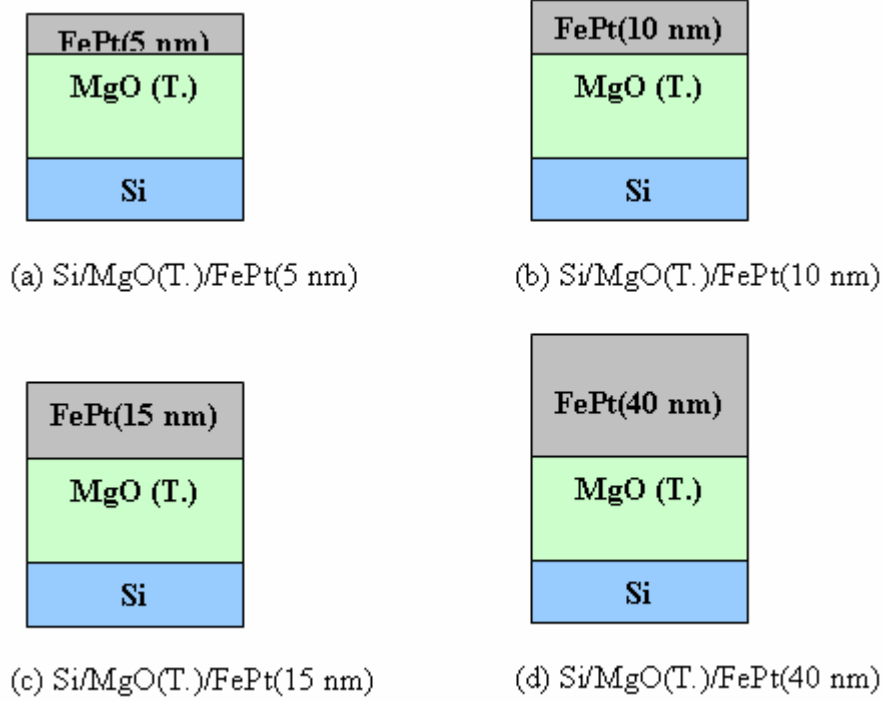 FePt(5 nm)
MgO (T.)
Si
(a) Si/MgO(T.)/FePt(5 nm)
FePt(10 nm)
MgO (T.)
Si
(b) Si/MgO(T.)/FePt(10 nm)
FePt(15 nm)
MgO (T.)
Si
(c) Si/MgO(T.)/FePt(15 nm)
FePt(40 nm)
MgO (T.)
Si
(d) Si/MgO(T.)/FePt(40 nm)